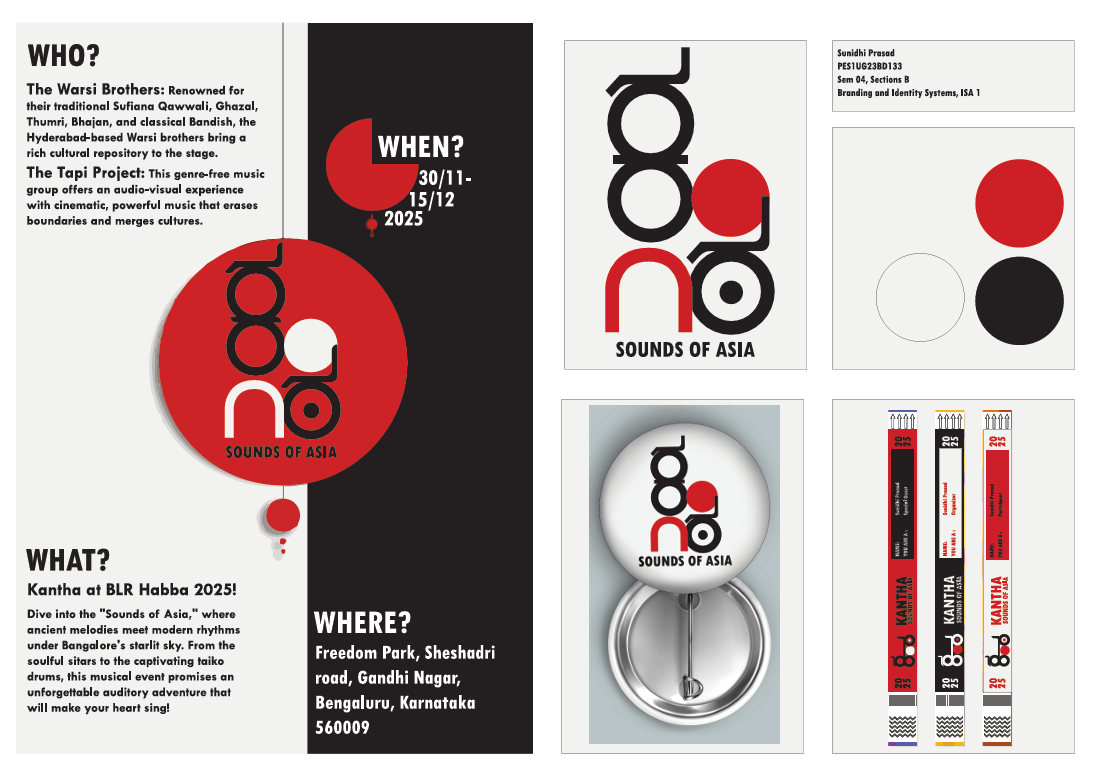 WHO?
The Warsi Brothers: Renowned for
their traditional Sufiana Qawwali, Ghazal,
Thumri, Bhajan, and classical Bandish, the
Hyderabad-based Warsi brothers bring a
rich cultural repository to the stage.
The Tapi Project: This genre-free music
group offers an audio-visual experience
with cinematic, powerful music that erases
boundaries and merges cultures.
WHEN?
30/11-
15/12
2025
SOUNDS OF ASIA
WHAT?
Kantha at BLR Habba 2025!
Dive into the "Sounds of Asia," where
ancient melodies meet modern rhythms
under Bangalore's starlit sky. From the
soulful sitars to the captivating taiko
drums, this musical event promises an
unforgettable auditory adventure that
will make your heart sing!
WHERE?
Freedom Park, Sheshadri
road, Gandhi Nagar,
Bengaluru, Karnataka
560009
SOUNDS OF ASIA
Sunidhi Prasad
PES1UG23BD133
Sem 04, Sections B
Branding and Identity Systems, ISA 1
SOUNDS OF ASIA
20
25
KANTHA
SOUNDS OF ASIA
NAME: Sunidhi Prasad
YOU ARE A : Special Guest
20
25
20
25
KANTHA
SOUNDS OF ASIA
NAME: Sunidhi Prasad
YOU ARE A : Organizer
20
25
20
25
KANTHA
SOUNDS OF ASIA
NAME: Sunidhi Prasad
YOU ARE A : Participant
20
25